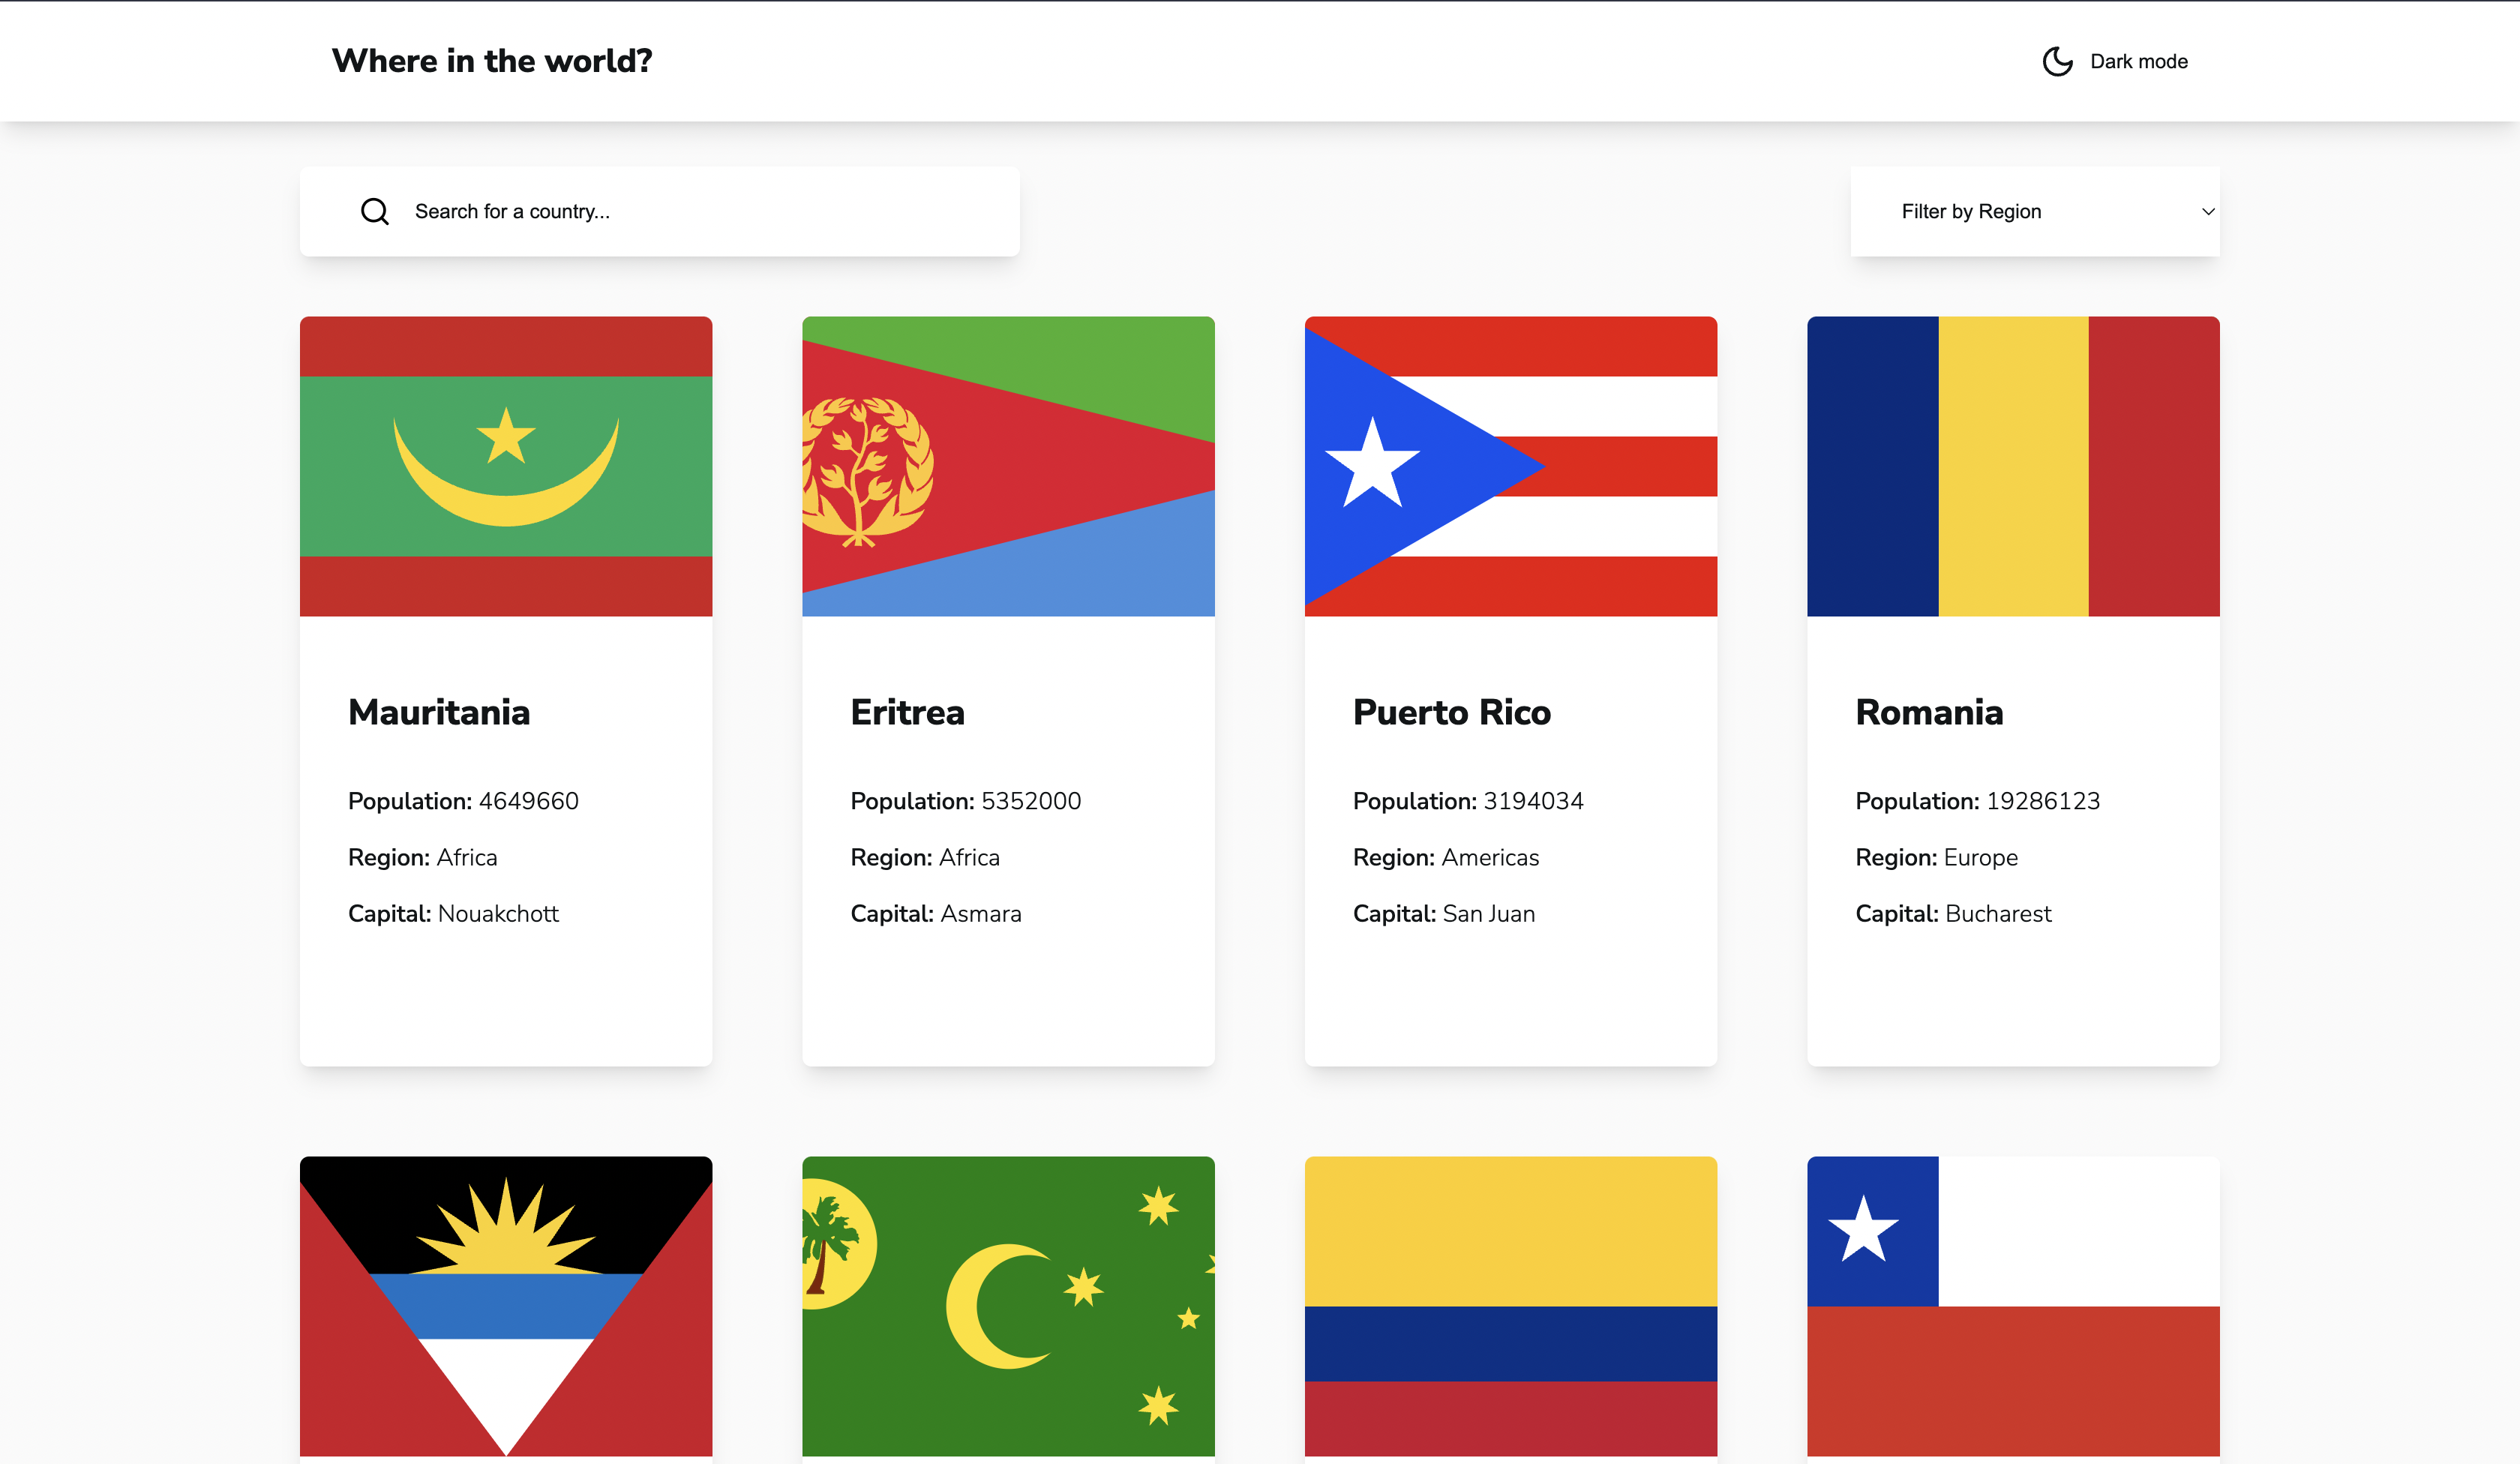 Where in the world?
Dark mode
Search for a country...
Filter by Region
Mauritania
Population: 4649660
Region: Africa
Capital: Nouakchott
Eritrea
Population: 5352000
Region: Africa
Capital: Asmara
Puerto Rico
Population: 3194034
Region: Americas
Capital: San Juan
Romania
Population: 19286123
Region: Europe
Capital: Bucharest